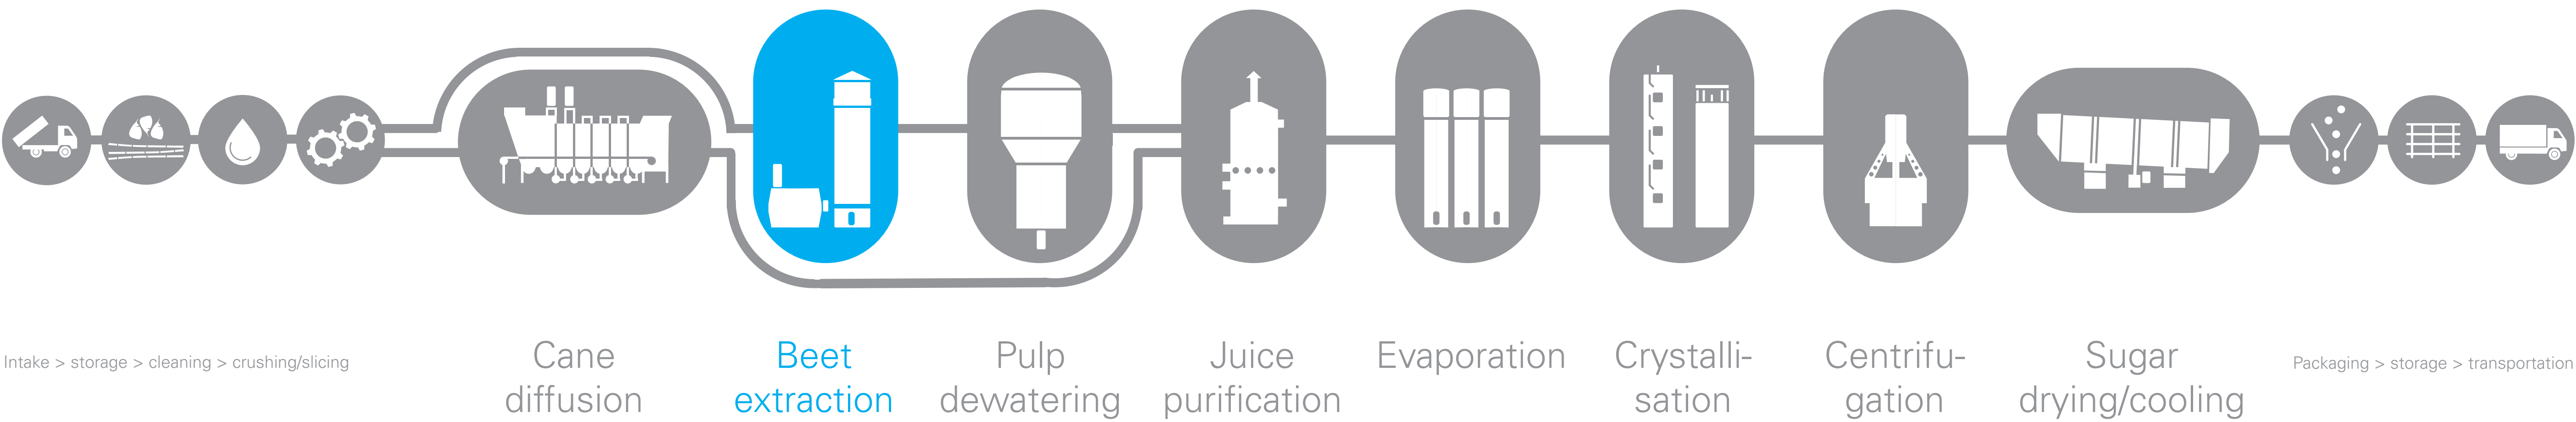 Intake > storage > cleaning > crushing/slicing
Cane
diffusion
Beet
extraction
Pulp
dewatering
Juice
purification
Evaporation
Crystalli-
sation
Centrifu-
gation
Sugar
drying/cooling
Packaging > storage > transportation